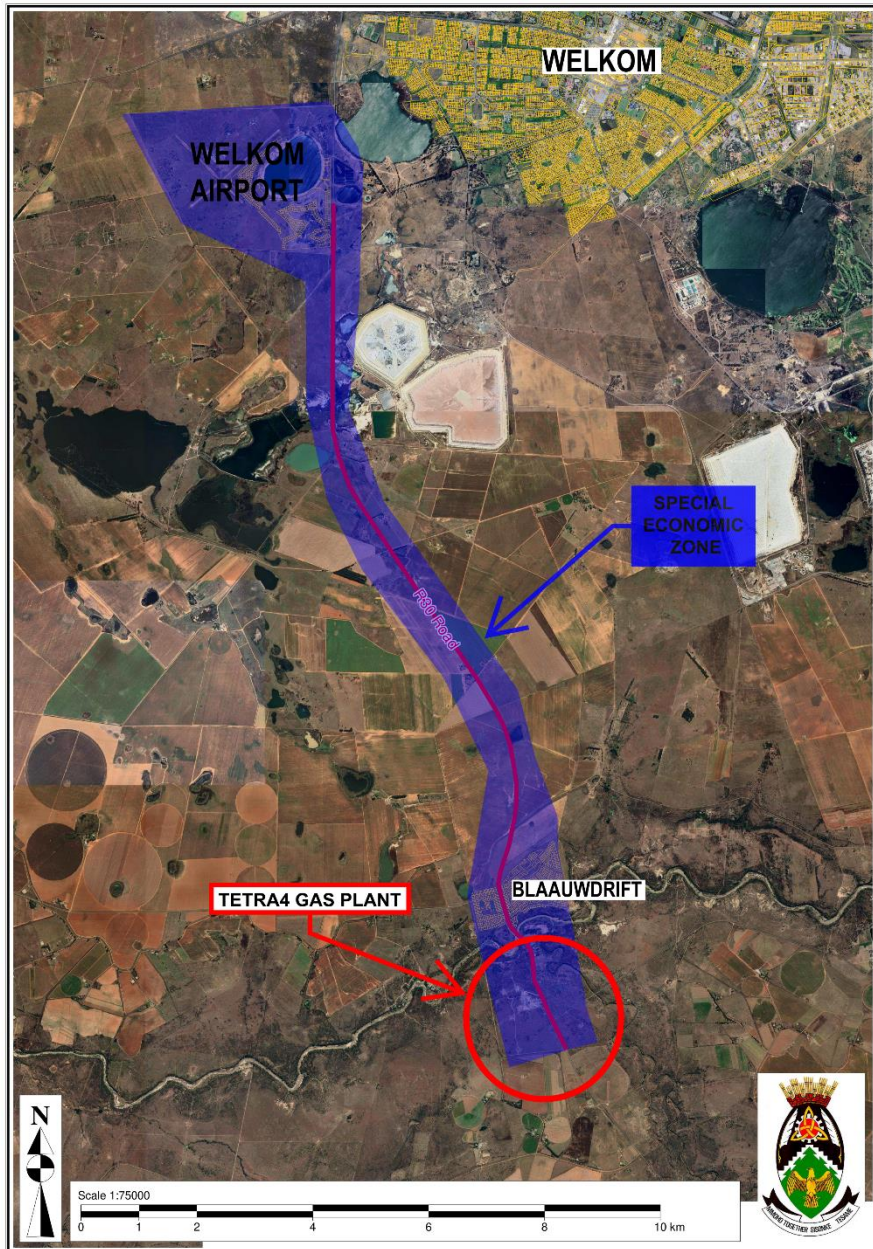 WELKOM
WELKOM
AIRPORT
SPECIAL
ECONOMIC
ZONE
R30 Road
BLAAUWDRIFT
TETRA4 GAS PLANT
N
Scale 1:75000
0 1 2 4 6 8 10 km
TOGETHER